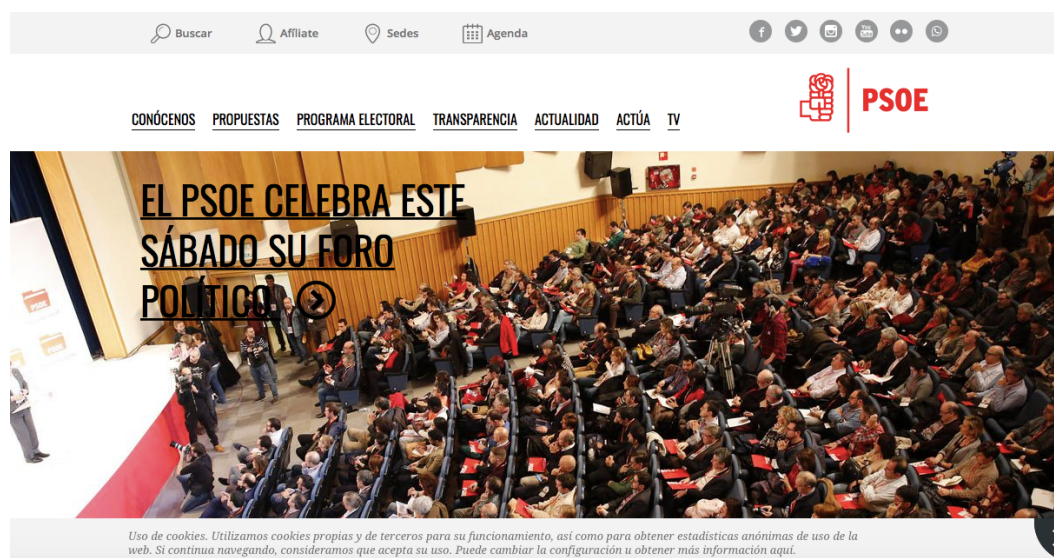 Buscar Afíliate Sedes Agenda
CONÓCENOS PROPUESTAS PROGRAMA ELECTORAL TRANSPARENCIA ACTUALIDAD ACTÚA TV
PSOE
EL PSOE CELEBRA ESTE
SÁBADO SU FORO
POLÍTICO.
PSOE
Uso de cookies. Utilizamos cookies propias y de terceros para su funcionamiento, así como para obtener estadísticas anónimas de uso de la
web. Si continua navegando, consideramos que acepta su uso. Puede cambiar la configuración u obtener más información aquí.